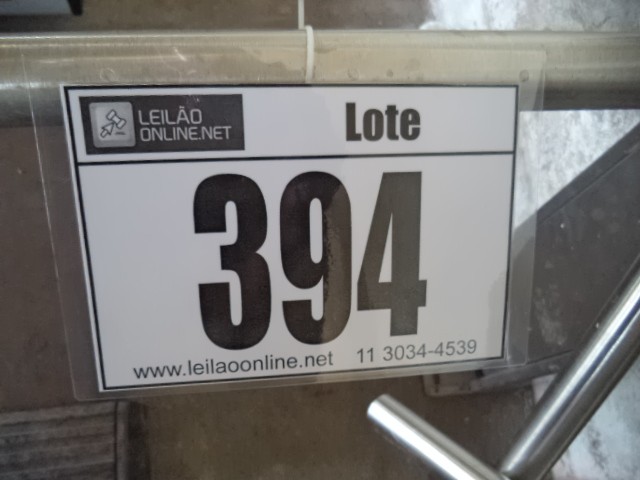 LEILÃO
ONLINE.NET
Lote
394
www.leilaoonline.net 11 3034-4539